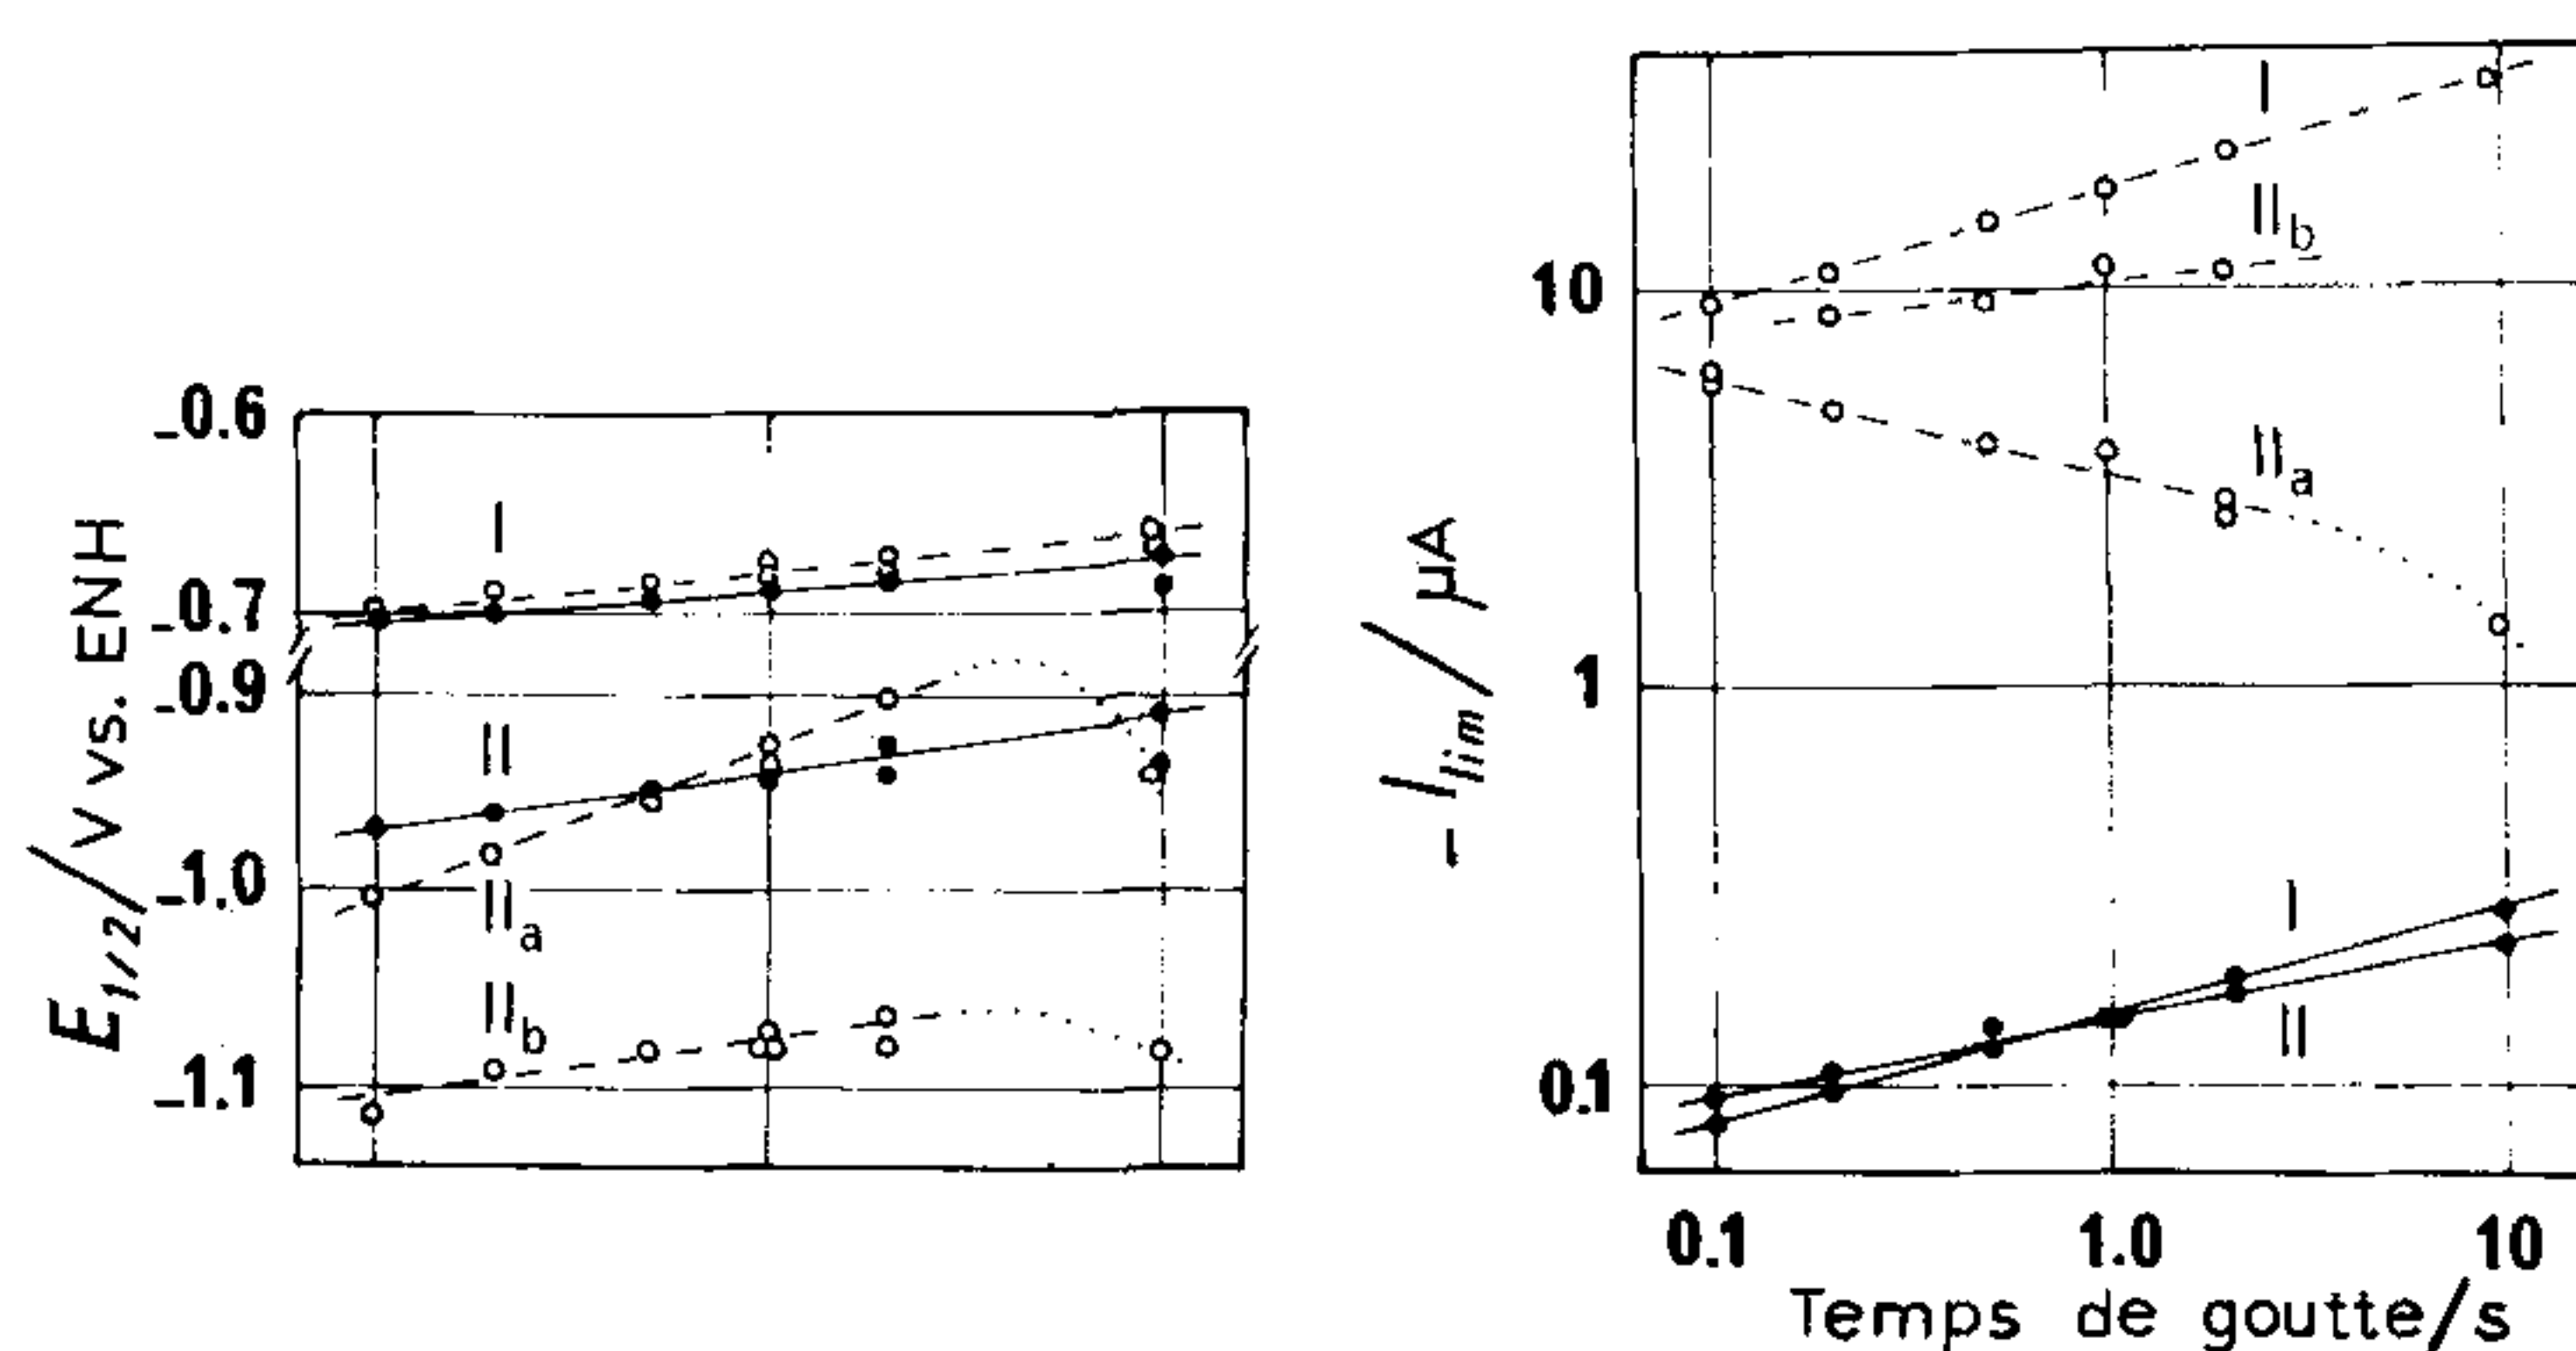 -0.6
-0.7
-0.9
-1.0
-1.1
E1/2/V vs. ENH
I
II
IIa
IIb
10
1
0.1
- Ilim/µA
I
IIb
IIa
I
II
0.1 1.0 10
Temps de goutte/s